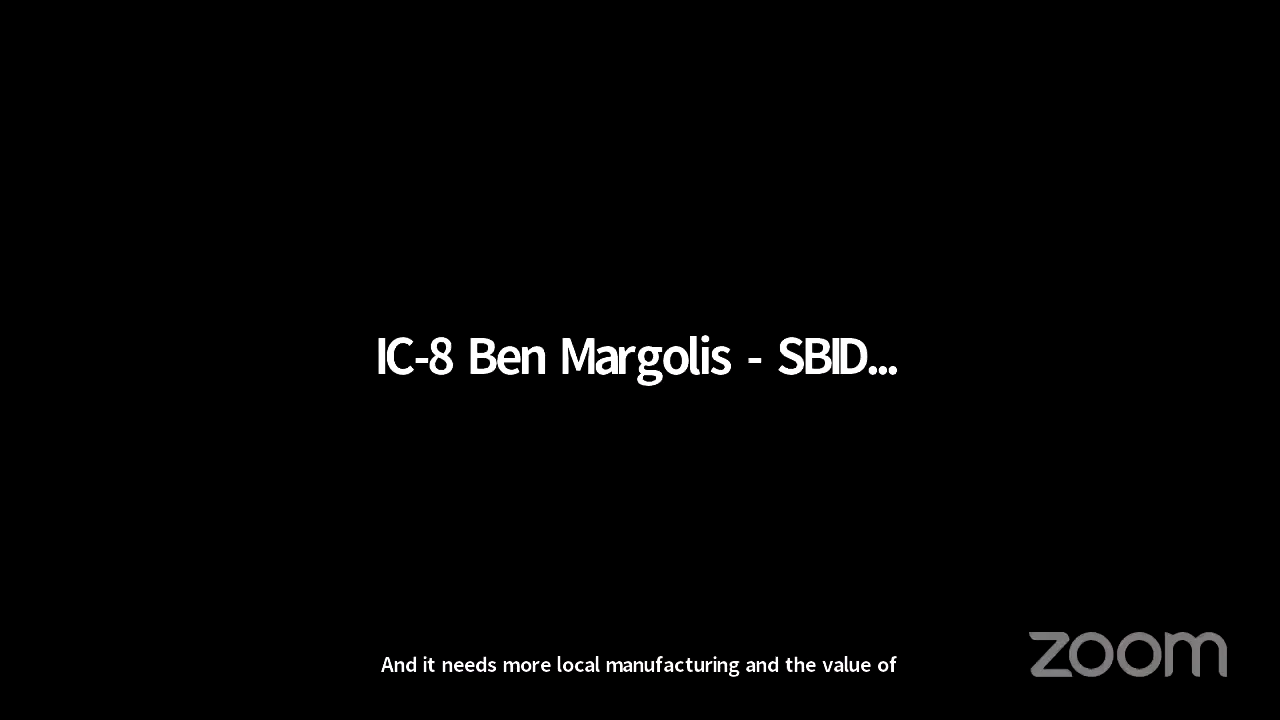 IC-8 Ben Margolis - SBID...
And it needs more local manufacturing and the value of
zoom